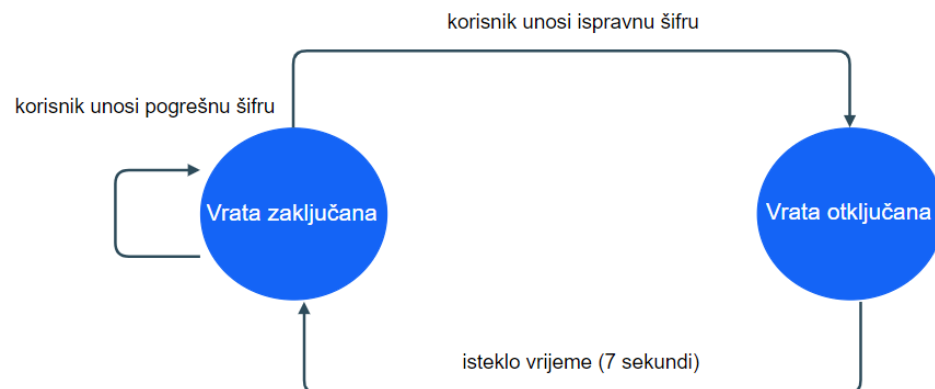 korisnik unosi ispravnu šifru
korisnik unosi pogrešnu šifru
Vrata zaključana
Vrata otključana
isteklo vrijeme (7 sekundi)